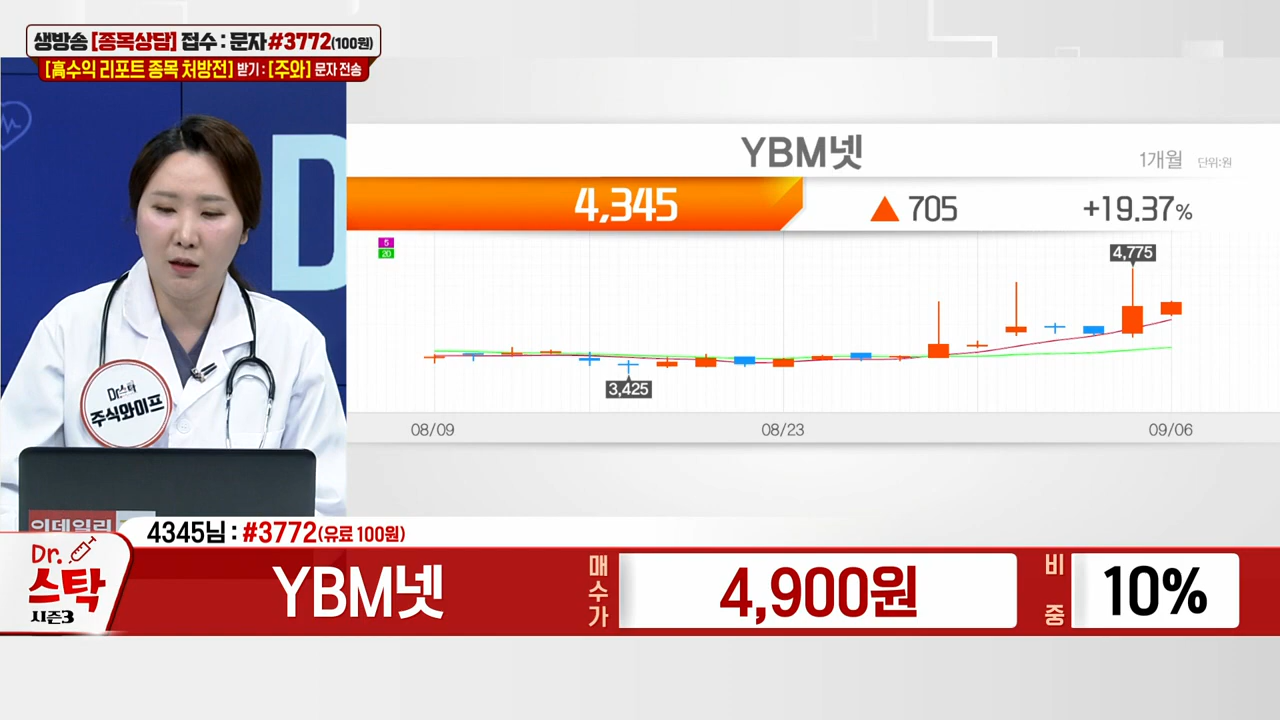 생방송 [종목상담] 접수 : 문자#3772(100원)
[高수익 리포트 종목 처방전] 받기 : [주와] 문자 전송
D
YBM넷
1개월 단위:원
4,345 ▲ 705 +19.37%
5
20
4,775
3,425
08/09 08/23 09/06
Dr.스탁
주식와이프
이데일리
4345님 : #3772(유료 100원)
Dr.
스탁
시즌3
YBM넷 매수가 4,900원 비중 10%